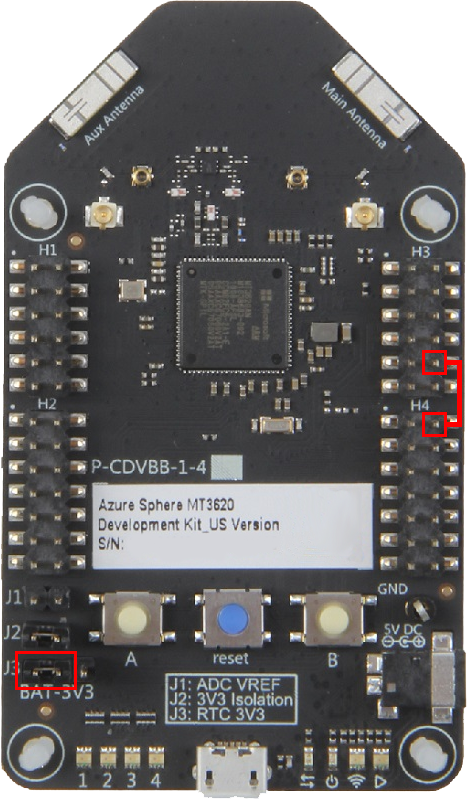 Aux Antenna
Main Antenna
H1
H3
H2
H4
P-CDVBB-1-4
Azure Sphere MT3620
Development Kit_US Version
S/N:
J1
GND
J2
5V DC
A
reset
B
J3
BAT-3V3
J1: ADC VREF
J2: 3V3 Isolation
J3: RTC 3V3
1 2 3 4